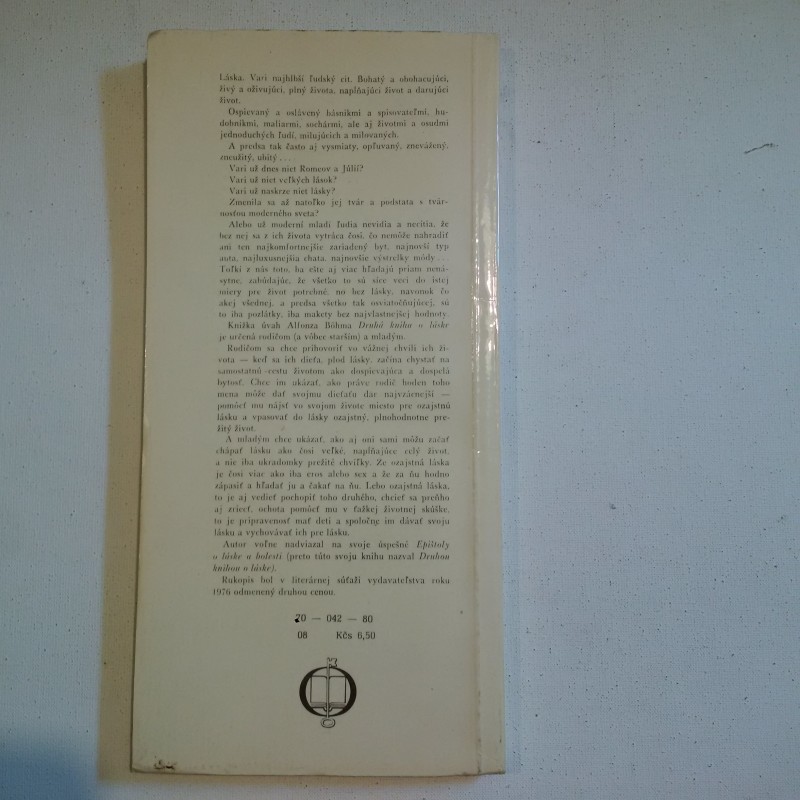 Láska. Vari najhlbší ľudský cit. Bohatý a obohacujúci,
živý a oživujúci, plný života, napĺňajúci život a darujúci
život.
Ospievaný a oslávený básnikmi a spisovateľmi, hu-
dobníkmi, maliarmi, sochármi, ale aj životmi a osudmi
jednoduchých ľudí, milujúcich a milovaných.
A predsa tak často aj vysmiaty, opľuvaný, znevážený,
zneužitý, ubitý . . . .
Vari už dnes niet Romeov a Júlií?
Vari už niet veľkých lások?
Vari už naskrze niet lásky?
Zmenila sa až natoľko jej tvár a podstata s tvár-
nosťou moderného sveta?
Alebo už moderní mladí ľudia nevidia a necítia, že
bez nej sa z ich života vytráca čosi, čo nemôže nahradiť
ani ten najkomfortnejšie zariadený byt, najnovší typ
auta, najluxusnejšia chata, najnovšie výstrelky módy . .
Toľkí z nás toto, ba ešte aj viac hľadajú priam nená-
sytne, zabúdajúc, že všetko to sú síce veci do istej
miery pre život potrebné, no bez lásky, navonok čo
akej všednej, a predsa všetko tak osviatočňujúcej, sú
to iba pozlátky, iba makety bez najvlastnejšej hodnoty.
Knižka úvah Alfonza Böhma Druhá kniha o láske
je určená rodičom (a vôbec starším) a mladým.
Rodičom sa chce prihovoriť vo vážnej chvíli ich ži-
vota — keď sa ich dieťa, plod lásky, začína chystať na
samostatnú cestu životom ako dospievajúca a dospelá
bytosť. Chce im ukázať, ako práve rodič hoden toho
mena môže dať svojmu dieťaťu dar najvzácnejší —
pomôcť mu nájsť vo svojom živote miesto pre ozajstnú
lásku a vpasovať do lásky ozajstný, plnohodnotne pre-
žitý život.
A mladým chce ukázať, ako aj oni sami môžu začať
chápať lásku ako čosi veľké, napĺňajúce celý život,
a nie iba ukradomky prežité chvíľky. Že ozajstná láska
je čosi viac ako iba eros alebo sex a že za ňu hodno
zápasiť a hľadať ju a čakať na ňu. Lebo ozajstná láska,
to je aj vedieť pochopiť toho druhého, chcieť sa preňho
aj zrieť, ochota pomôcť mu v ťažkej životnej skúške,
to je pripravenosť mať deti a spoločne im dávať svoju
lásku a vychovávať ich pre lásku.
Autor voľne nadviazal na svoje úspešné Epištoly
o láske a bolesti (preto túto svoju knihu nazval Druhou
knihou o láske).
Rukopis bol v literárnej súťaži vydavateľstva roku
1976 odmenený druhou cenou.
70 — 042 — 80
08 Kčs 6,50